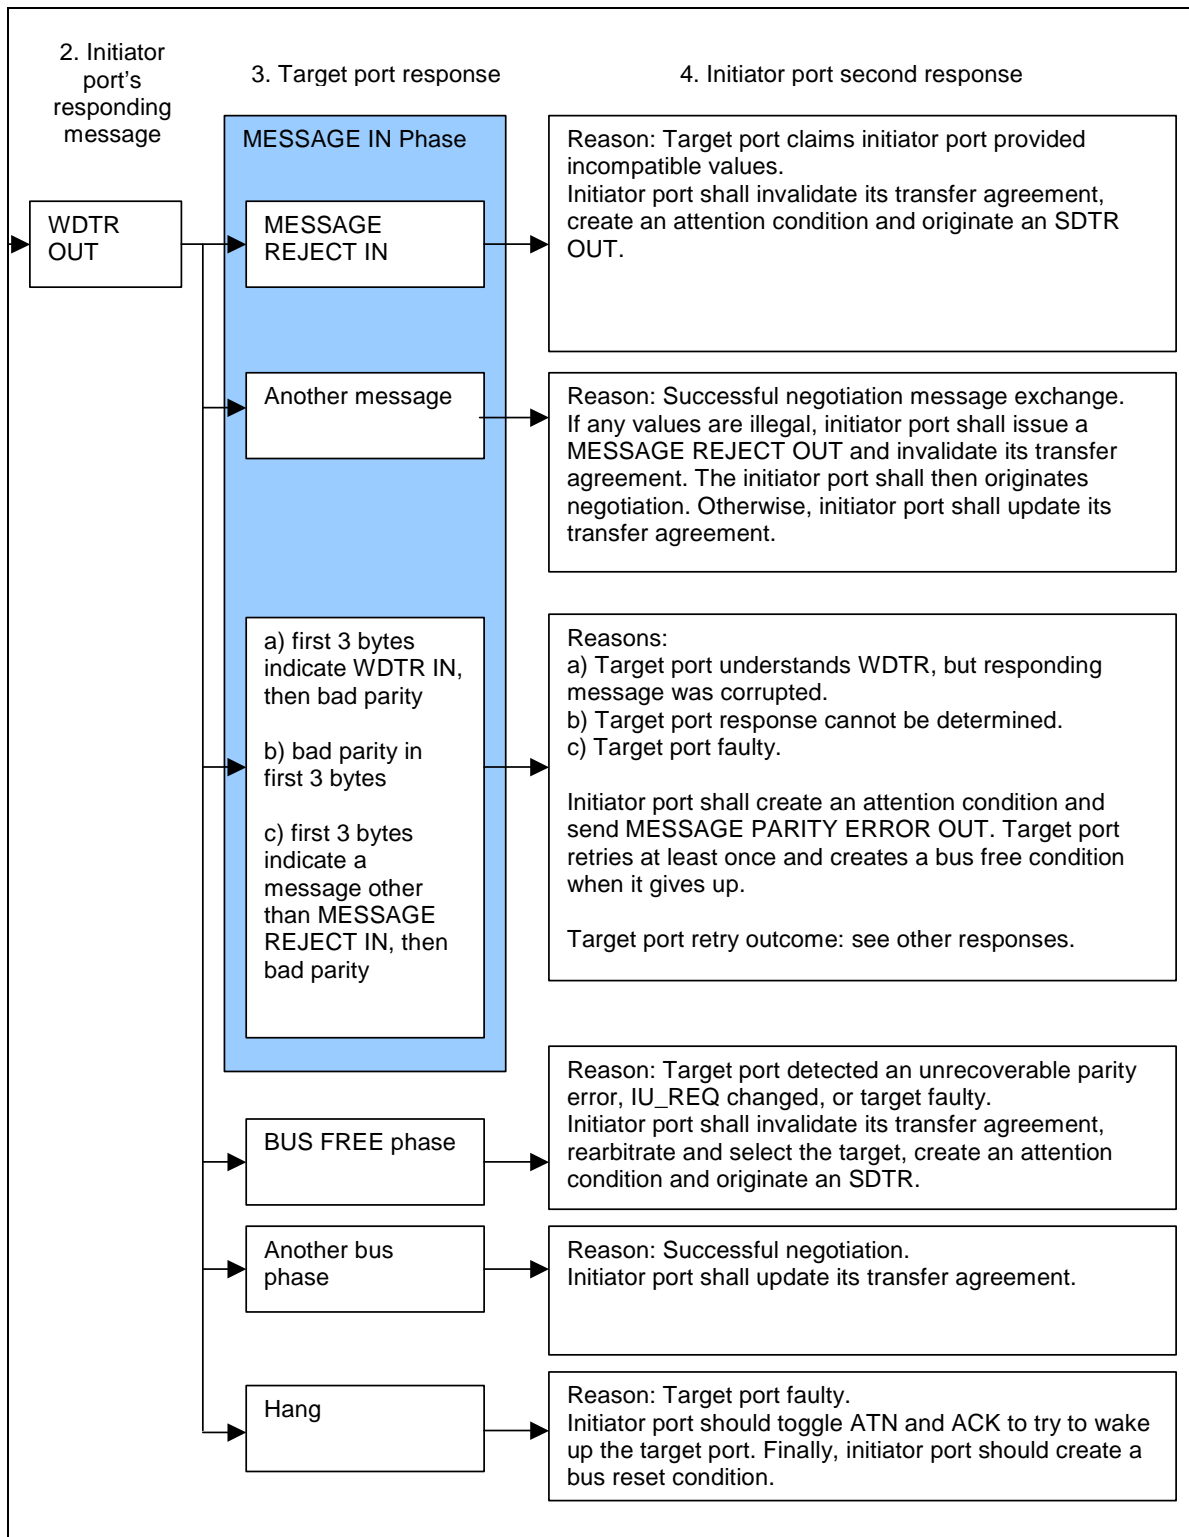 2. Initiator
port's
responding
message
3. Target port response
4. Initiator port second response
WDTR
OUT
MESSAGE IN Phase
MESSAGE
REJECT IN
Reason: Target port claims initiator port provided
incompatible values.
Initiator port shall invalidate its transfer agreement,
create an attention condition and originate an SDTR
OUT.
Another message
Reason: Successful negotiation message exchange.
If any values are illegal, initiator port shall issue a
MESSAGE REJECT OUT and invalidate its transfer
agreement. The initiator port shall then originates
negotiation. Otherwise, initiator port shall update its
transfer agreement.
a) first 3 bytes
indicate WDTR IN,
then bad parity
b) bad parity in
first 3 bytes
c) first 3 bytes
indicate a
message other
than MESSAGE
REJECT IN, then
bad parity
Reasons:
a) Target port understands WDTR, but responding
message was corrupted.
b) Target port response cannot be determined.
c) Target port faulty.
Initiator port shall create an attention condition and
send MESSAGE PARITY ERROR OUT. Target port
retries at least once and creates a bus free condition
when it gives up.
Target port retry outcome: see other responses.
BUS FREE phase
Reason: Target port detected an unrecoverable parity
error, IU_REQ changed, or target faulty.
Initiator port shall invalidate its transfer agreement,
rearbitrate and select the target, create an attention
condition and originate an SDTR.
Another bus
phase
Reason: Successful negotiation.
Initiator port shall update its transfer agreement.
Hang
Reason: Target port faulty.
Initiator port should toggle ATN and ACK to try to wake
up the target port. Finally, initiator port should create a
bus reset condition.